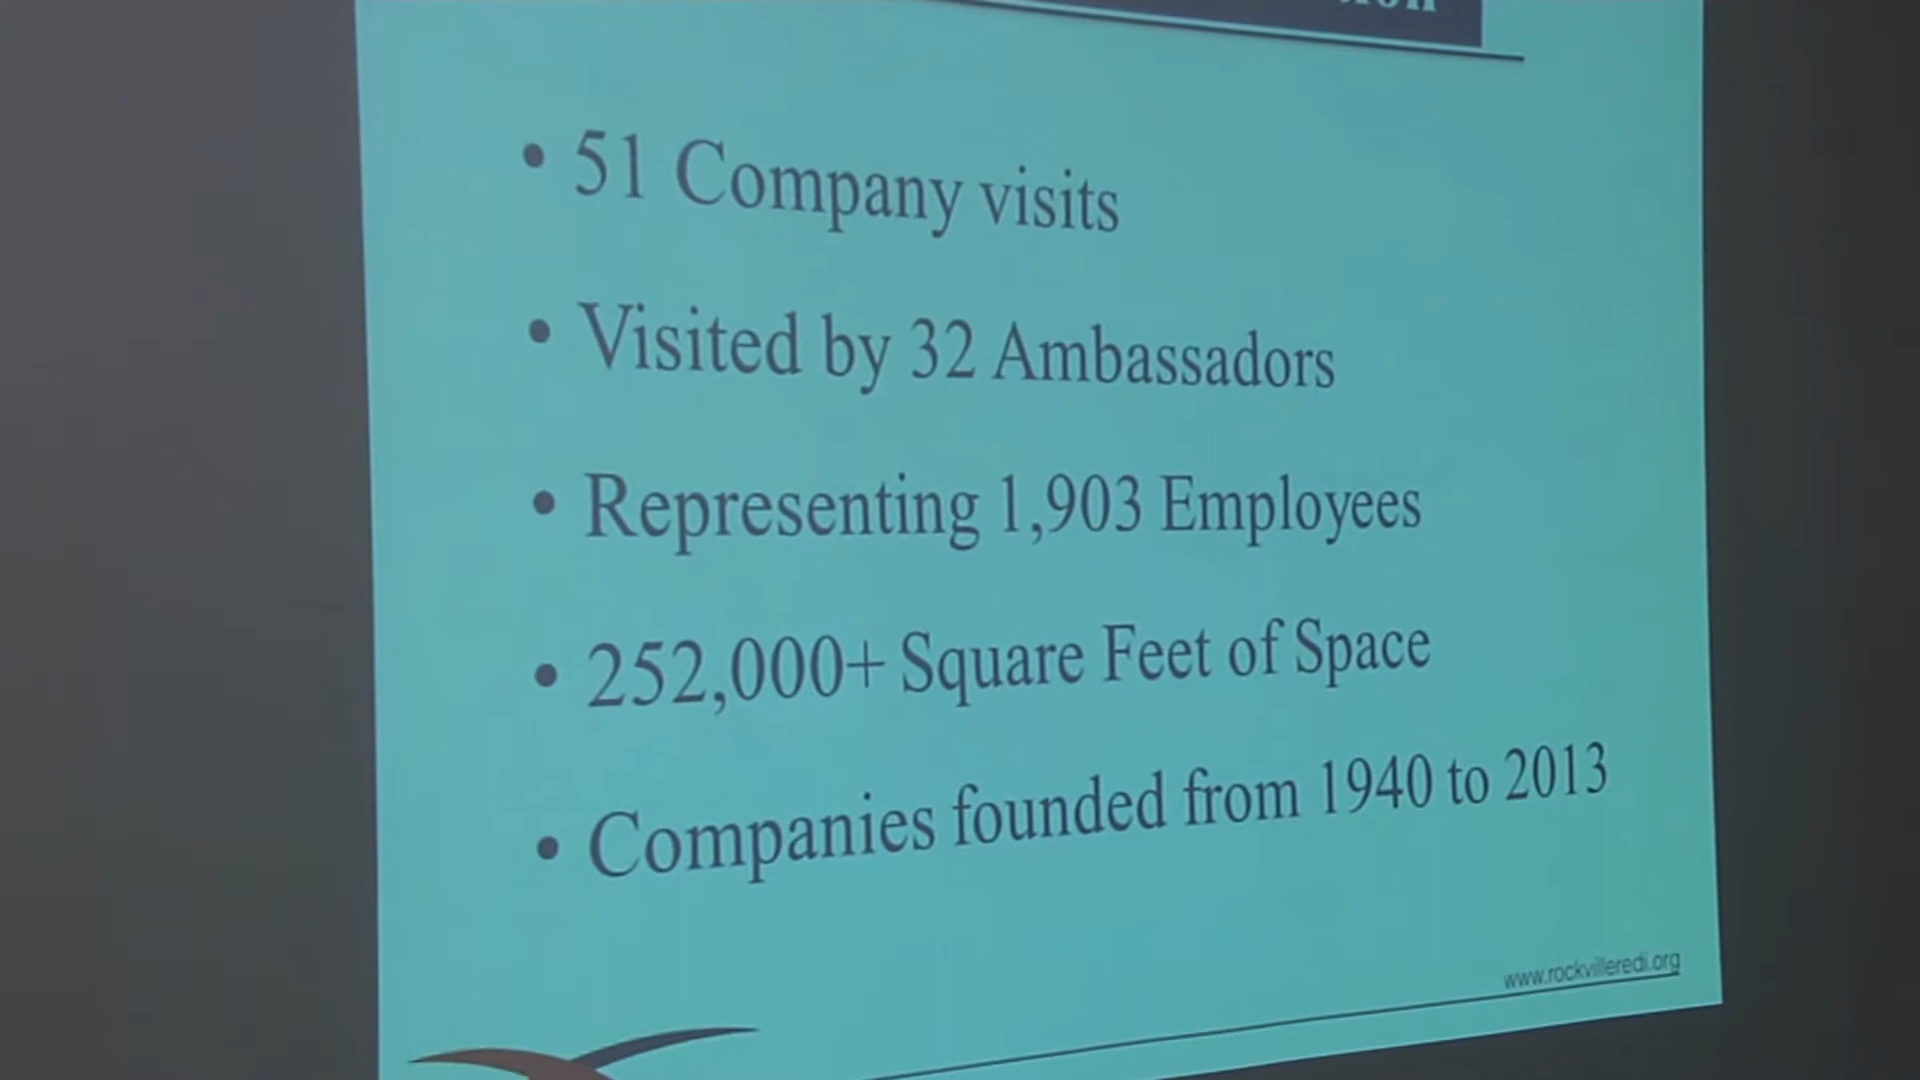 • 51 Company visits
• Visited by 32 Ambassadors
• Representing 1,903 Employees
• 252,000+ Square Feet of Space
• Companies founded from 1940 to 2013
www.rockvilleredi.org